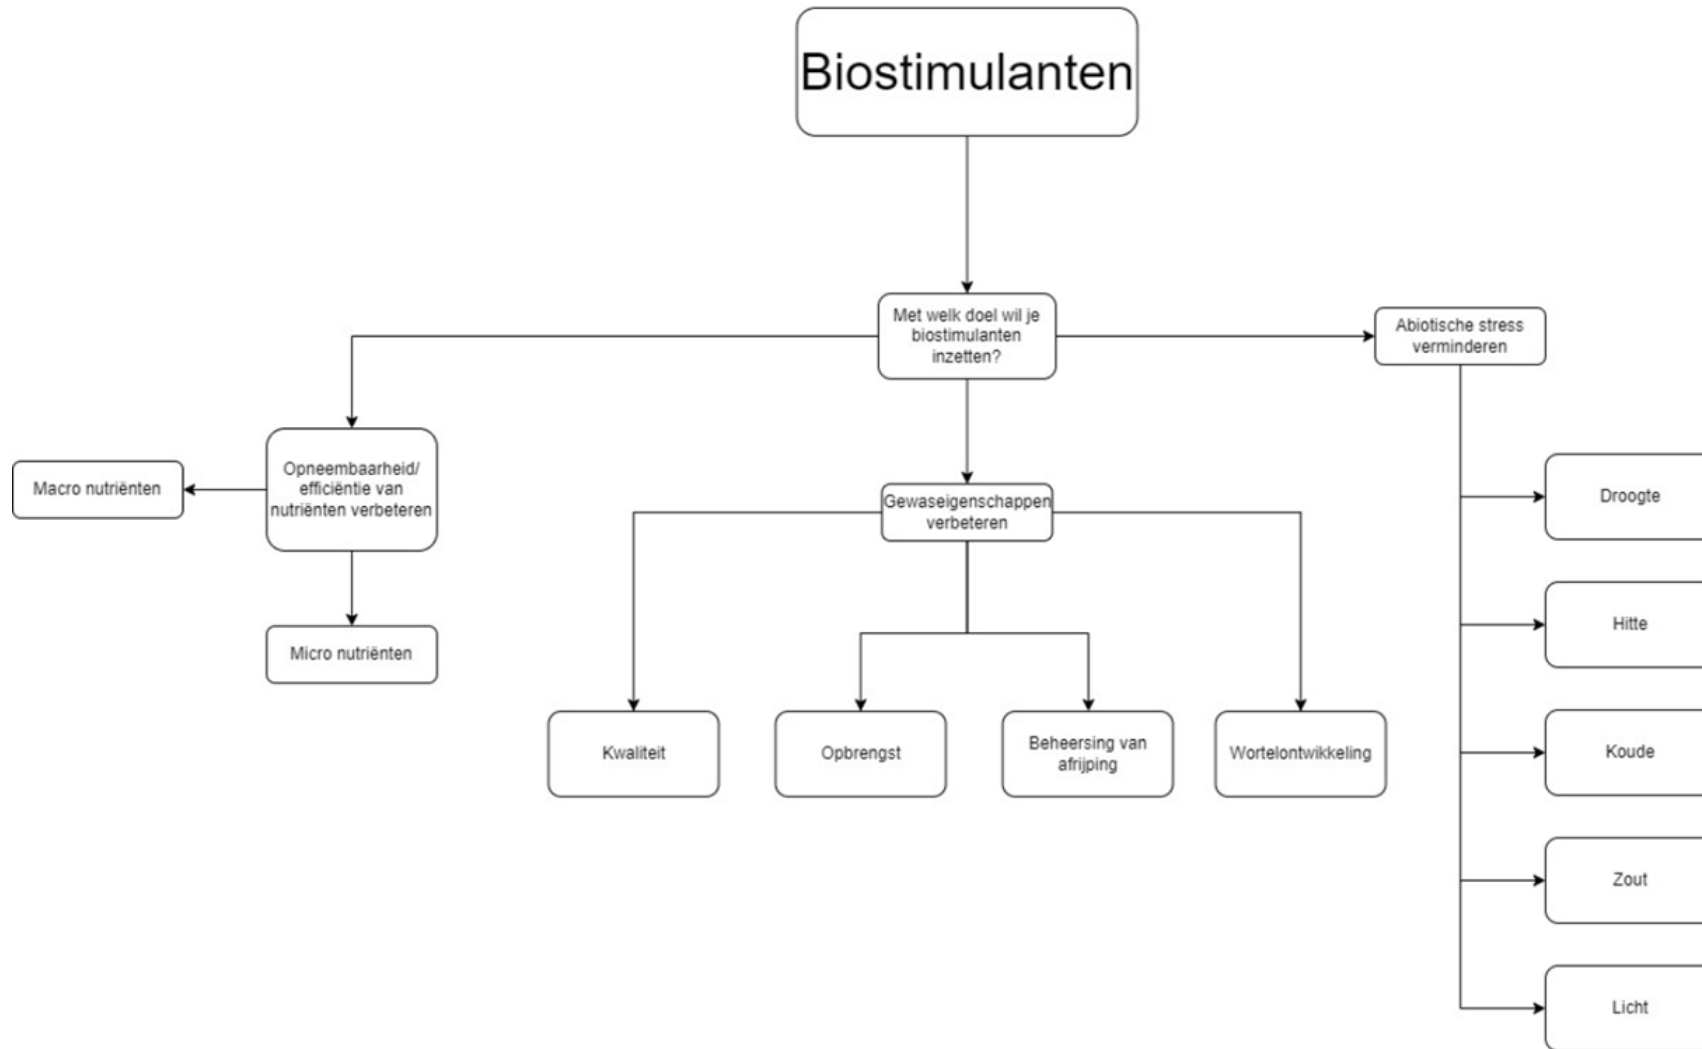 Biostimulanten
Met welk doel wil je
biostimulanten
inzetten?
Abiotische stress
verminderen
Opneembaarheid/
efficiëntie van
nutriënten verbeteren
Macro nutriënten
Micro nutriënten
Gewaseigenschappen
verbeteren
Kwaliteit
Opbrengst
Beheersing van
afrijping
Wortelontwikkeling
Droogte
Hitte
Koude
Zout
Licht